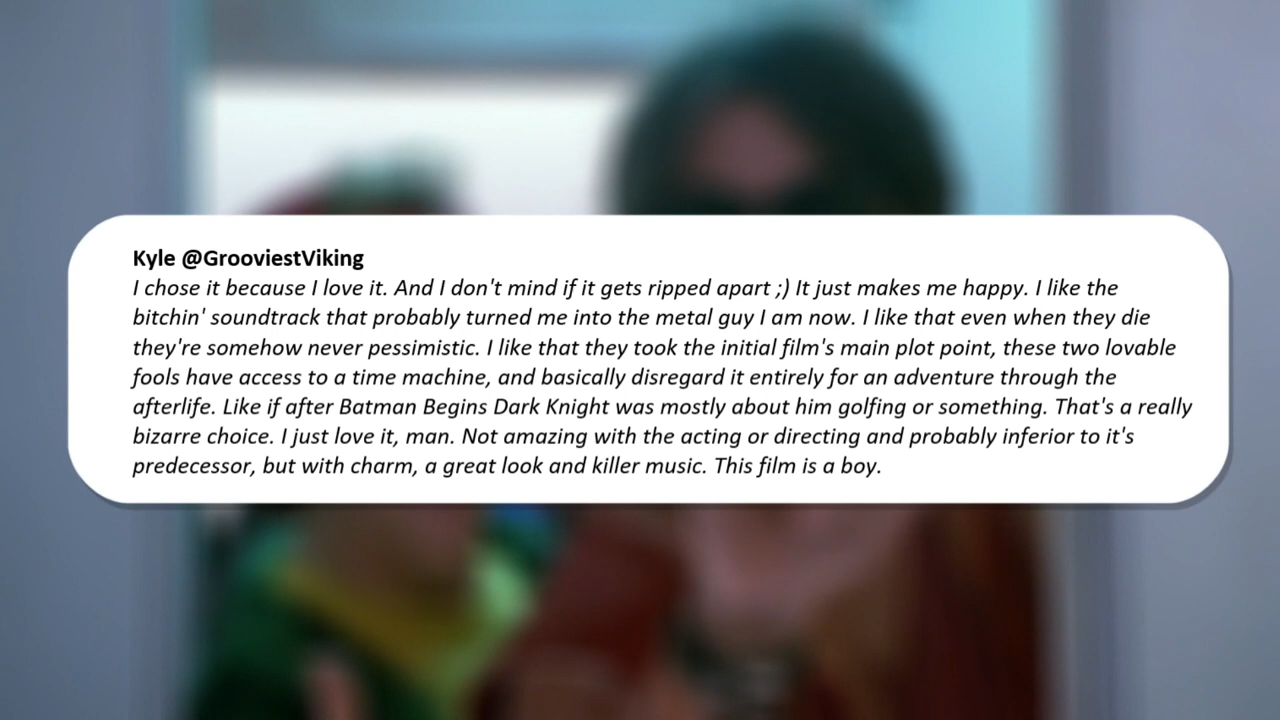 Kyle @GrooviestViking
I chose it because I love it. And I don't mind if it gets ripped apart ;) It just makes me happy. I like the
bitchin' soundtrack that probably turned me into the metal guy I am now. I like that even when they die
they're somehow never pessimistic. I like that they took the initial film's main plot point, these two lovable
fools have access to a time machine, and basically disregard it entirely for an adventure through the
afterlife. Like if after Batman Begins Dark Knight was mostly about him golfing or something. That's a really
bizarre choice. I just love it, man. Not amazing with the acting or directing and probably inferior to it's
predecessor, but with charm, a great look and killer music. This film is a boy.